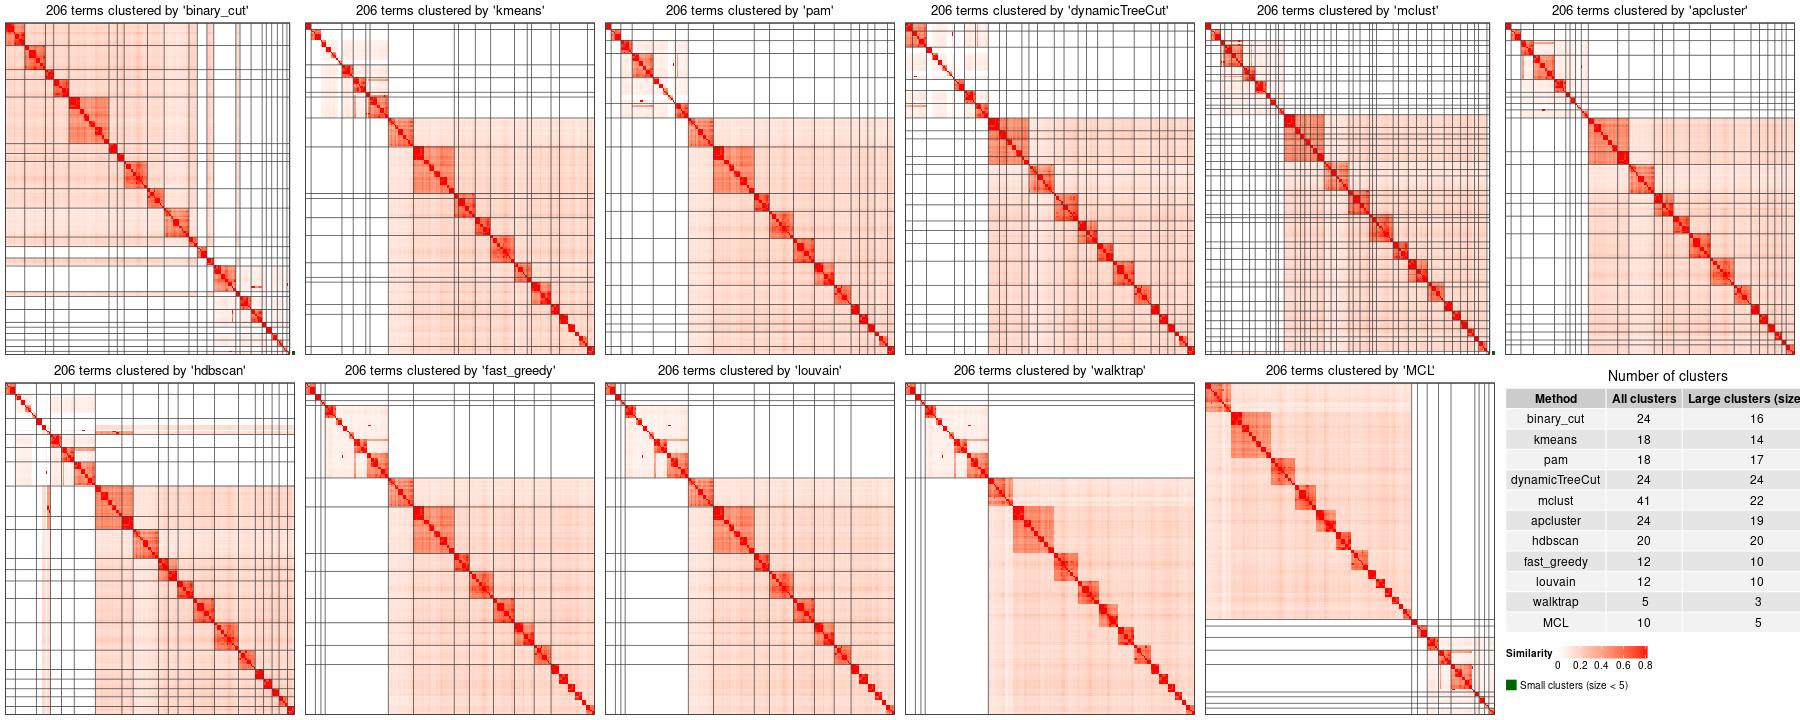 206 terms clustered by 'binary_cut'
206 terms clustered by 'kmeans'
206 terms clustered by 'pam'
206 terms clustered by 'dynamicTreeCut'
206 terms clustered by 'mclust'
206 terms clustered by 'apcluster'
206 terms clustered by 'hdbscan'
206 terms clustered by 'fast_greedy'
206 terms clustered by 'louvain'
206 terms clustered by 'walktrap'
206 terms clustered by 'MCL'
Number of clusters
Method All clusters Large clusters (size
binary_cut 24 16
kmeans 18 14
pam 18 17
dynamicTreeCut 24 24
mclust 41 22
apcluster 24 19
hdbscan 20 20
fast_greedy 12 10
louvain 12 10
walktrap 5 3
MCL 10 5
Similarity
0 0.2 0.4 0.6 0.8
Small clusters (size < 5)